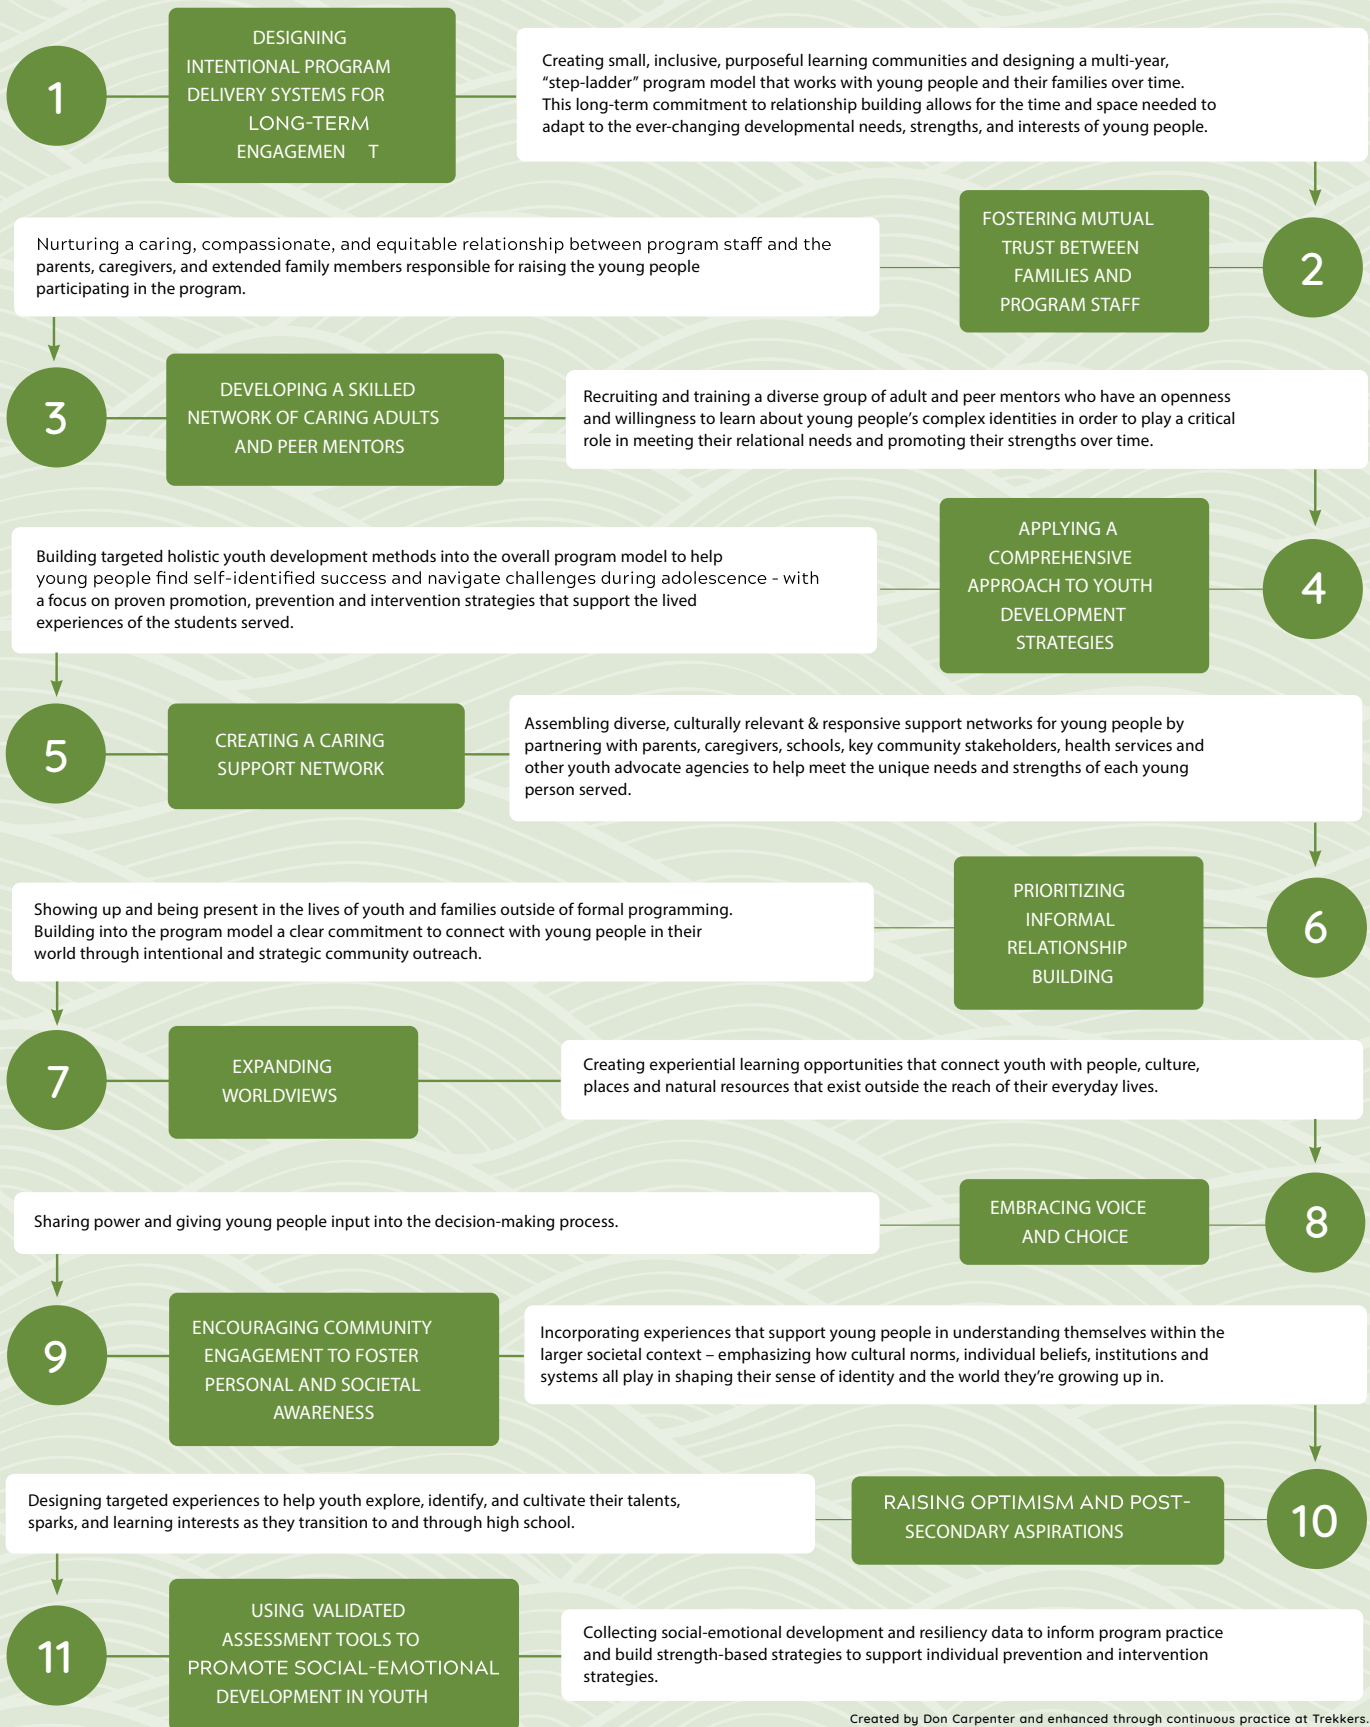 1
DESIGNING
INTENTIONAL PROGRAM
DELIVERY SYSTEMS FOR
LONG-TERM
ENGAGEMEN T
Creating small, inclusive, purposeful learning communities and designing a multi-year,
“step-ladder” program model that works with young people and their families over time.
This long-term commitment to relationship building allows for the time and space needed to
adapt to the ever-changing developmental needs, strengths, and interests of young people.
2
FOSTERING MUTUAL
TRUST BETWEEN
FAMILIES AND
PROGRAM STAFF
Nurturing a caring, compassionate, and equitable relationship between program staff and the
parents, caregivers, and extended family members responsible for raising the young people
participating in the program.
3
DEVELOPING A SKILLED
NETWORK OF CARING ADULTS
AND PEER MENTORS
Recruiting and training a diverse group of adult and peer mentors who have an openness
and willingness to learn about young people’s complex identities in order to play a critical
role in meeting their relational needs and promoting their strengths over time.
4
APPLYING A
COMPREHENSIVE
APPROACH TO YOUTH
DEVELOPMENT
STRATEGIES
Building targeted holistic youth development methods into the overall program model to help
young people find self-identified success and navigate challenges during adolescence - with
a focus on proven promotion, prevention and intervention strategies that support the lived
experiences of the students served.
5
CREATING A CARING
SUPPORT NETWORK
Assembling diverse, culturally relevant & responsive support networks for young people by
partnering with parents, caregivers, schools, key community stakeholders, health services and
other youth advocate agencies to help meet the unique needs and strengths of each young
person served.
6
PRIORITIZING
INFORMAL
RELATIONSHIP
BUILDING
Showing up and being present in the lives of youth and families outside of formal programming.
Building into the program model a clear commitment to connect with young people in their
world through intentional and strategic community outreach.
7
EXPANDING
WORLDVIEWS
Creating experiential learning opportunities that connect youth with people, culture,
places and natural resources that exist outside the reach of their everyday lives.
8
EMBRACING VOICE
AND CHOICE
Sharing power and giving young people input into the decision-making process.
9
ENCOURAGING COMMUNITY
ENGAGEMENT TO FOSTER
PERSONAL AND SOCIETAL
AWARENESS
Incorporating experiences that support young people in understanding themselves within the
larger societal context – emphasizing how cultural norms, individual beliefs, institutions and
systems all play in shaping their sense of identity and the world they’re growing up in.
10
RAISING OPTIMISM AND POST-
SECONDARY ASPIRATIONS
Designing targeted experiences to help youth explore, identify, and cultivate their talents,
sparks, and learning interests as they transition to and through high school.
11
USING VALIDATED
ASSESSMENT TOOLS TO
PROMOTE SOCIAL-EMOTIONAL
DEVELOPMENT IN YOUTH
Collecting social-emotional development and resiliency data to inform program practice
and build strength-based strategies to support individual prevention and intervention
strategies.
Created by Don Carpenter and enhanced through continuous practice at Trekkers.